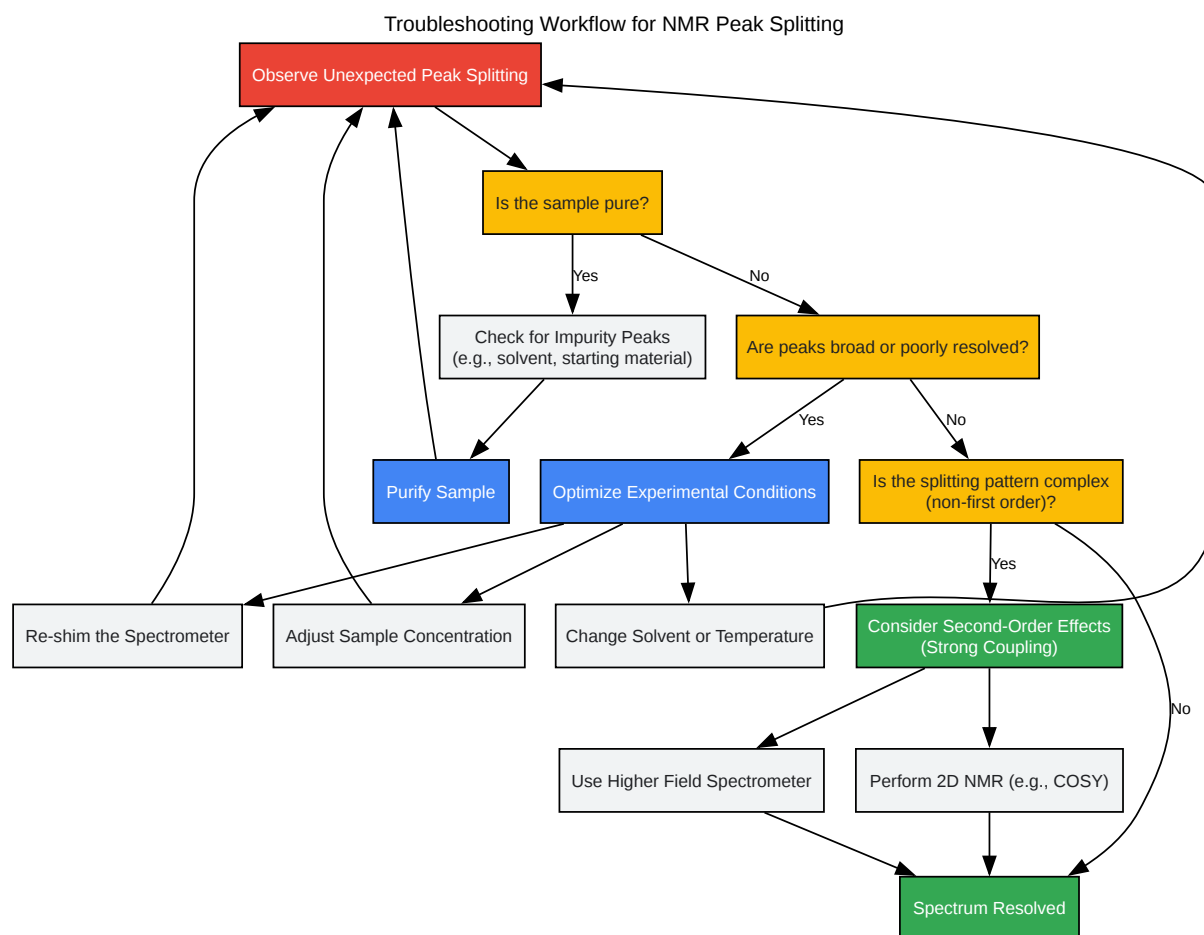 Troubleshooting Workflow for NMR Peak Splitting
Observe Unexpected Peak Splitting
Is the sample pure?
Yes
No
Check for Impurity Peaks
(e.g., solvent, starting material)
Are peaks broad or poorly resolved?
Yes
No
Purify Sample
Optimize Experimental Conditions
Is the splitting pattern complex
(non-first order)?
Yes
Re-shim the Spectrometer
Adjust Sample Concentration
Change Solvent or Temperature
Consider Second-Order Effects
(Strong Coupling)
No
Use Higher Field Spectrometer
Perform 2D NMR (e.g., COSY)
Spectrum Resolved